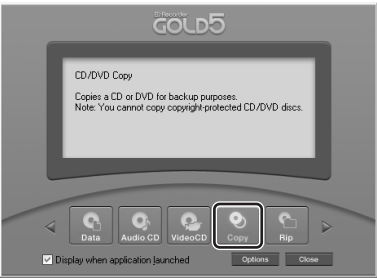 CD Recorder
GOLD5
CD/DVD Copy
Copies a CD or DVD for backup purposes.
Note: You cannot copy copyright-protected CD/DVD discs.
Data
Audio CD
VideoCD
Copy
Rip
Display when application launched
Options
Close